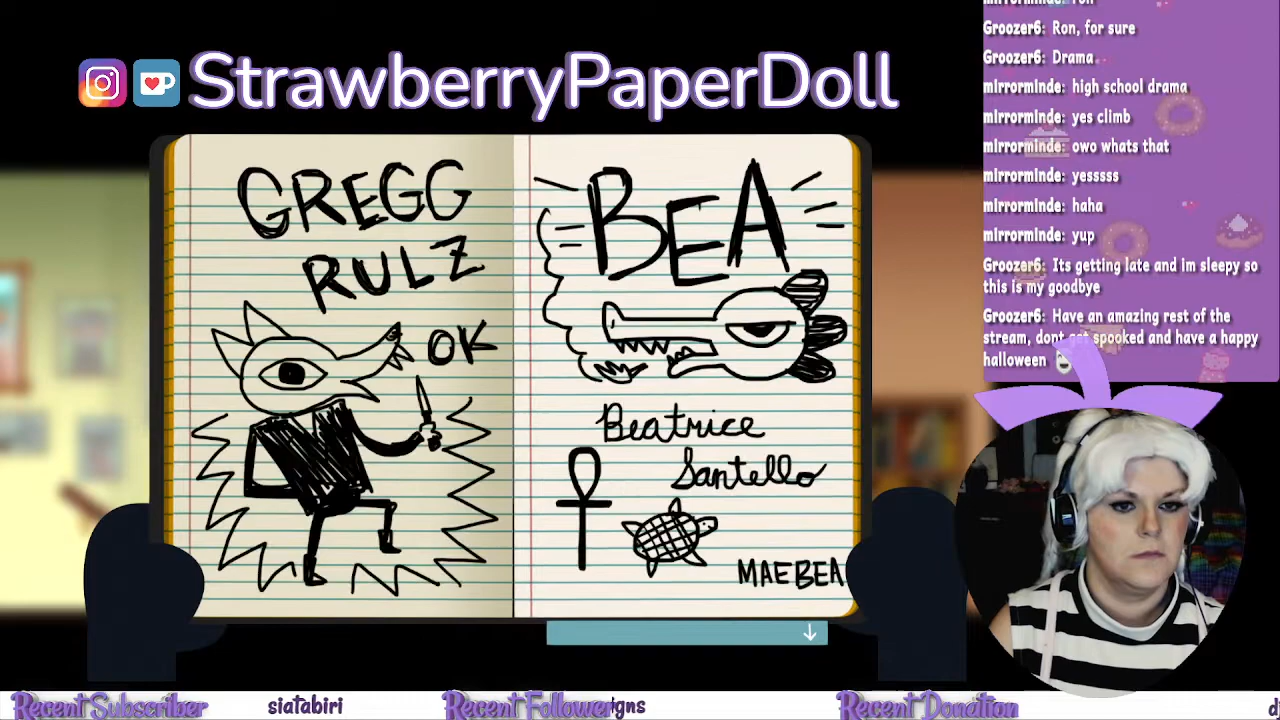 StrawberryPaperDoll
GREGG
RULZ
OK
BEA
Beatrice
Santello
MAEBEA
Groozer6: Ron, for sure
Groozer6: Drama
mirrorminde: high school drama
mirrorminde: yes climb
mirrorminde: owo whats that
mirrorminde: yesssss
mirrorminde: haha
mirrorminde: yup
Groozer6: Its getting late and im sleepy so
this is my goodbye
Groozer6: Have an amazing rest of the
stream, dont get spooked and have a happy
halloween
Recent Subscriber siatabiri Recent Follower Recent Donation